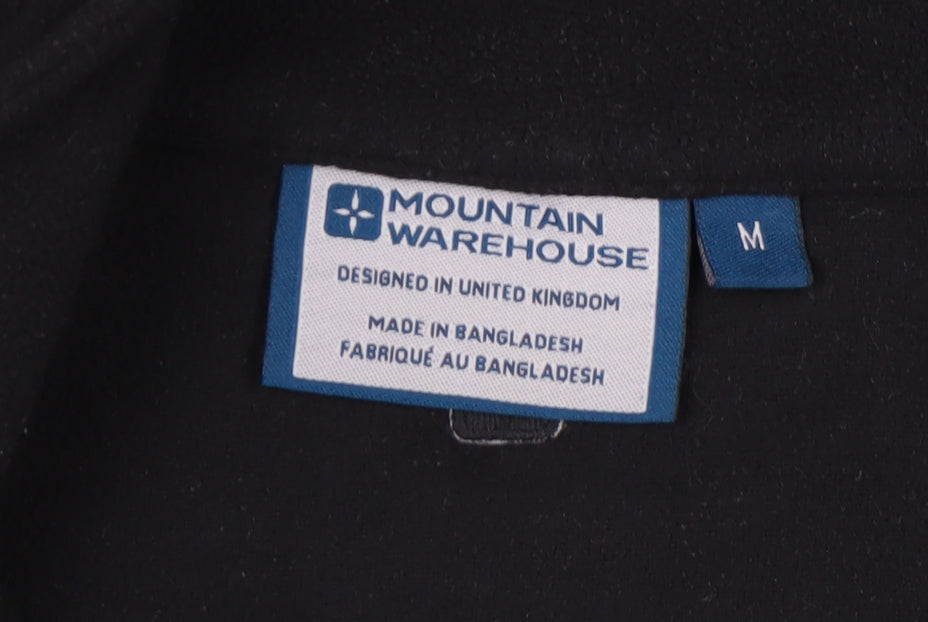 MOUNTAIN
WAREHOUSE
DESIGNED IN UNITED KINGDOM
MADE IN BANGLADESH
FABRIQUÉ AU BANGLADESH
M